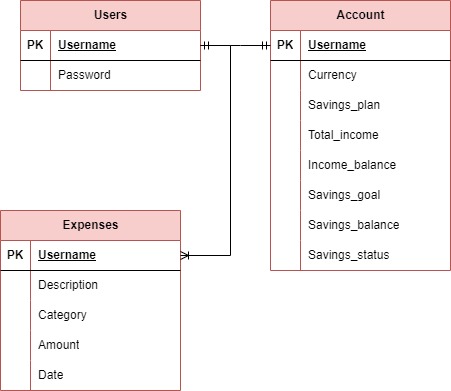 Users
PK Username
Password
Account
PK Username
Currency
Savings_plan
Total_income
Income_balance
Savings_goal
Savings_balance
Savings_status
Expenses
PK Username
Description
Category
Amount
Date